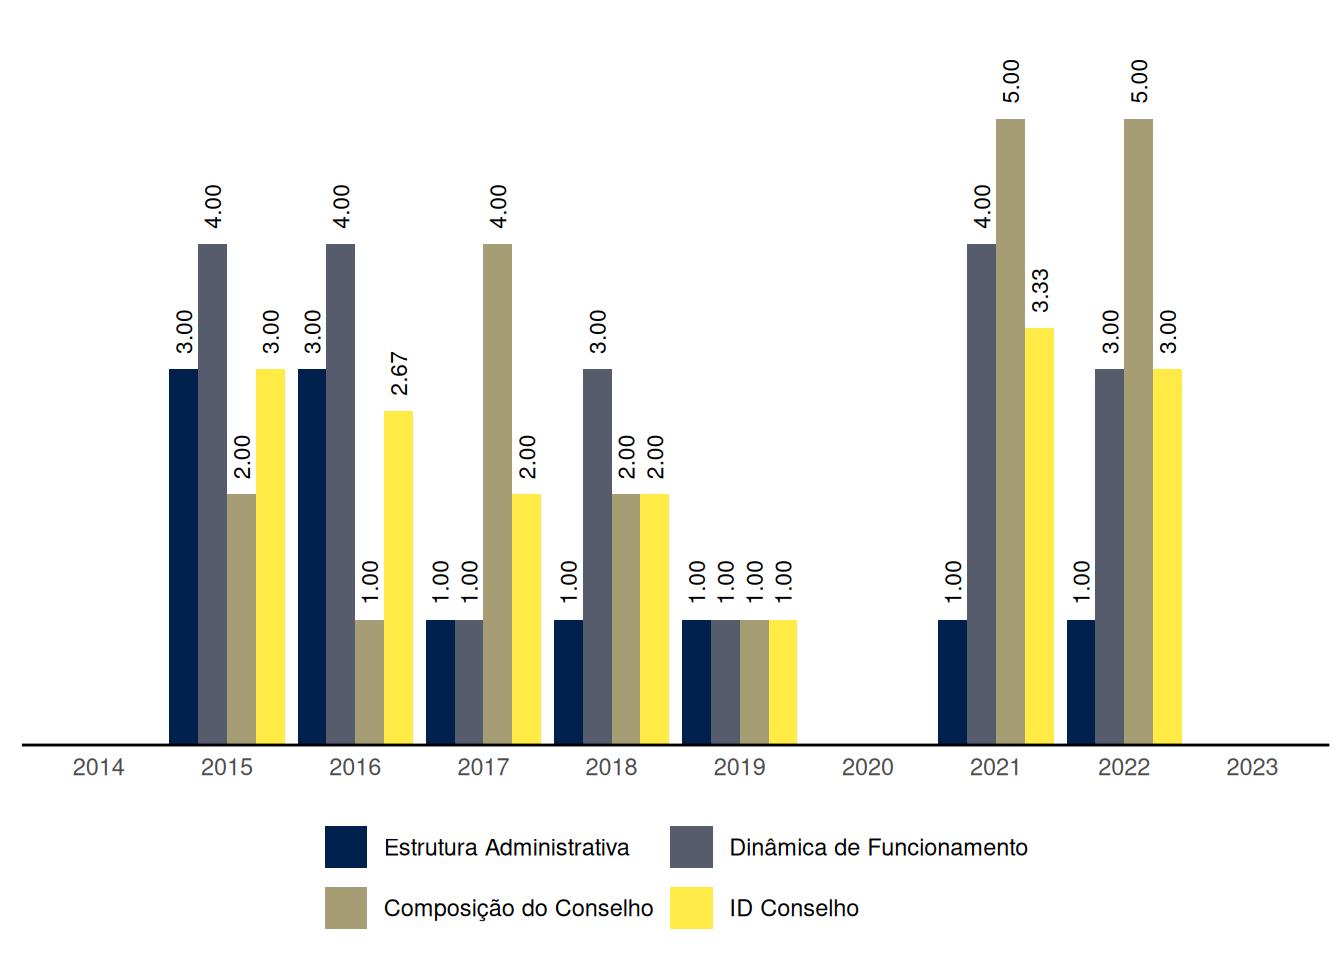 5.00 5.00
4.00 4.00 4.00 4.00
3.33
3.00 3.00 3.00 3.00 3.00 3.00
2.67
2.00 2.00 2.00 2.00
1.00 1.00 1.00 1.00 1.00 1.00 1.00 1.00 1.00 1.00
2014 2015 2016 2017 2018 2019 2020 2021 2022 2023
Estrutura Administrativa Dinâmica de Funcionamento
Composição do Conselho ID Conselho